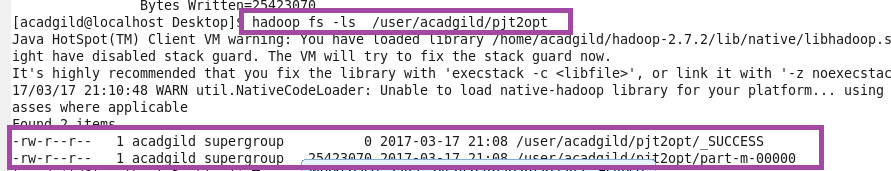 Bytes Written=25423070
[acadgild@localhost Desktop]$ hadoop fs -ls  /user/acadgild/pjt2opt
Java HotSpot(TM) Client VM warning: You have loaded library /home/acadgild/hadoop-2.7.2/lib/native/libhadoop.s
ight have disabled stack guard. The VM will try to fix the stack guard now.
It's highly recommended that you fix the library with 'execstack -c <libfile>', or link it with '-z noexecstac
17/03/17 21:10:48 WARN util.NativeCodeLoader: Unable to load native-hadoop library for your platform... using
asses where applicable
Found 2 items
-rw-r--r--   1 acadgild supergroup          0 2017-03-17 21:08 /user/acadgild/pjt2opt/_SUCCESS
-rw-r--r--   1 acadgild supergroup   25423070 2017-03-17 21:08 /user/acadgild/pjt2opt/part-m-00000